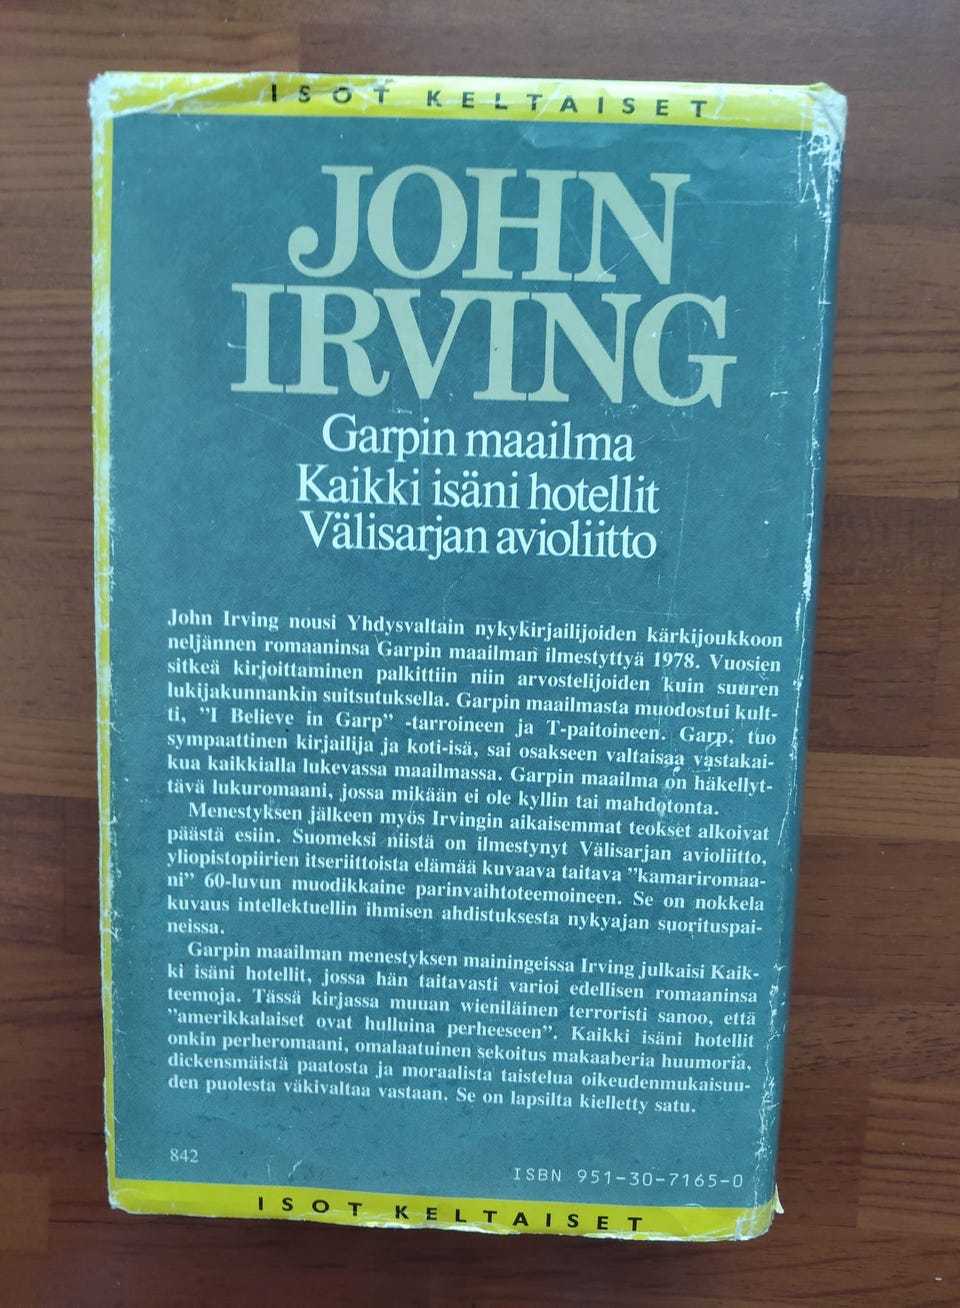 ISOT KELTAISET
JOHN
IRVING
Garpin maailma
Kaikki isäni hotellit
Välisarjan avioliitto
John Irving nousi Yhdysvaltain nykykirjailijoiden kärkijoukkoon
neljännen romaaninsa Garpin maailman ilmestyttyä 1978. Vuosien
sitkeä kirjoittaminen palkittiin niin arvostelijoiden kuin suuren
lukijakunnankin suitsutuksella. Garpin maailmasta muodostui kult-
ti, ”I Believe in Garp” -tarroineen ja T-paitoineen. Garp, tuo
sympaattinen kirjailija ja koti-isä, sai osakseen valtaisaa vastakai-
kua kaikkialla lukevassa maailmassa. Garpin maailma on häkellyt-
tävä lukuromaani, jossa mikään ei ole kyllin tai mahdotonta.
Menestyksen jälkeen myös Irvingin aikaisemmat teokset alkoivat
päästä esiin. Suomeksi niistä on ilmestynyt Välisarjan avioliitto,
yliopistopiirien itseriittoista elämää kuvaava taitava ”kamariromaa-
ni” 60-luvun muodikkaine parinvaihtoteemoineen. Se on nokkela
kuvaus intellektuellin ihmisen ahdistuksesta nykyajan suorituspai-
neissa.
Garpin maailman menestyksen mainingeissa Irving julkaisi Kaik-
ki isäni hotellit, jossa hän taitavasti varioi edellisen romaaninsa
teemoja. Tässä kirjassa muuan wieniläinen terroristi sanoo, että
”amerikkalaiset ovat hulluina perheeseen”. Kaikki isäni hotellit
onkin perheromaani, omalaatuinen sekoitus makaaberia huumoria,
dickensmäistä paatosta ja moraalista taistelua oikeudenmukaisuu-
den puolesta väkivaltaa vastaan. Se on lapsilta kielletty satu.
842
ISBN 951-30-7165-0
ISOT KELTAISET